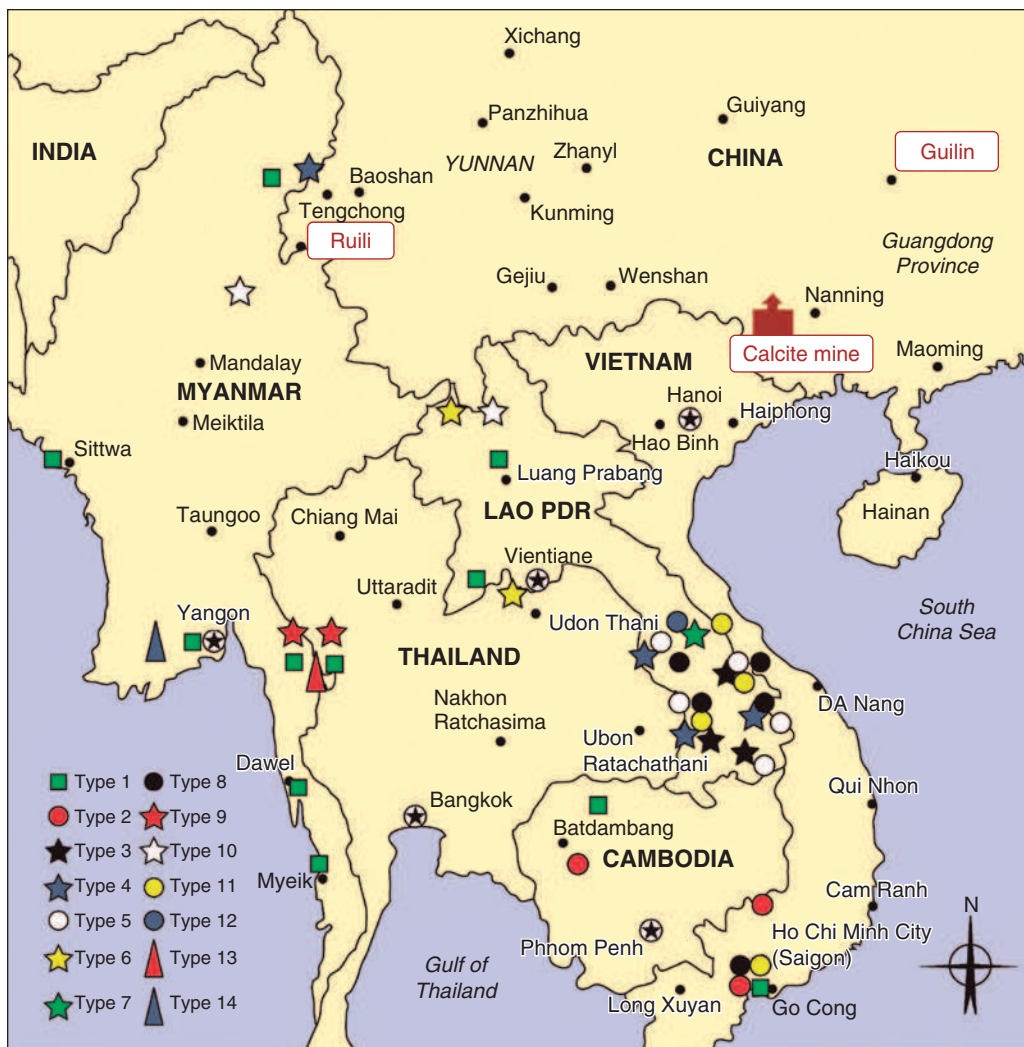 Xichang
Panzhihua
Guiyang
INDIA
YUNNAN
Zhanyl
CHINA
Guilin
Baoshan
Tengchong
Kunming
Ruili
Guangdong
Province
Gejiu
Wenshan
Nanning
Mandalay
VIETNAM
Calcite mine
Maoming
MYANMAR
Hanoi
Meiktila
Hao Binh
Haiphong
Sittwa
Luang Prabang
Haikou
LAO PDR
Hainan
Taungoo
Chiang Mai
Vientiane
Uttaradit
Yangon
Udon Thani
South
China Sea
THAILAND
Nakhon
Ratchasima
DA Nang
Ubon
Ratachathani
Dawel
Type 1
Type 8
Bangkok
Qui Nhon
Type 2
Type 9
Batdambang
Type 3
Type 10
CAMBODIA
Myeik
Type 4
Type 11
Cam Ranh
Type 5
Type 12
N
Ho Chi Minh City
(Saigon)
Phnom Penh
Type 6
Type 13
Gulf of
Thailand
Type 7
Type 14
Long Xuyan
Go Cong